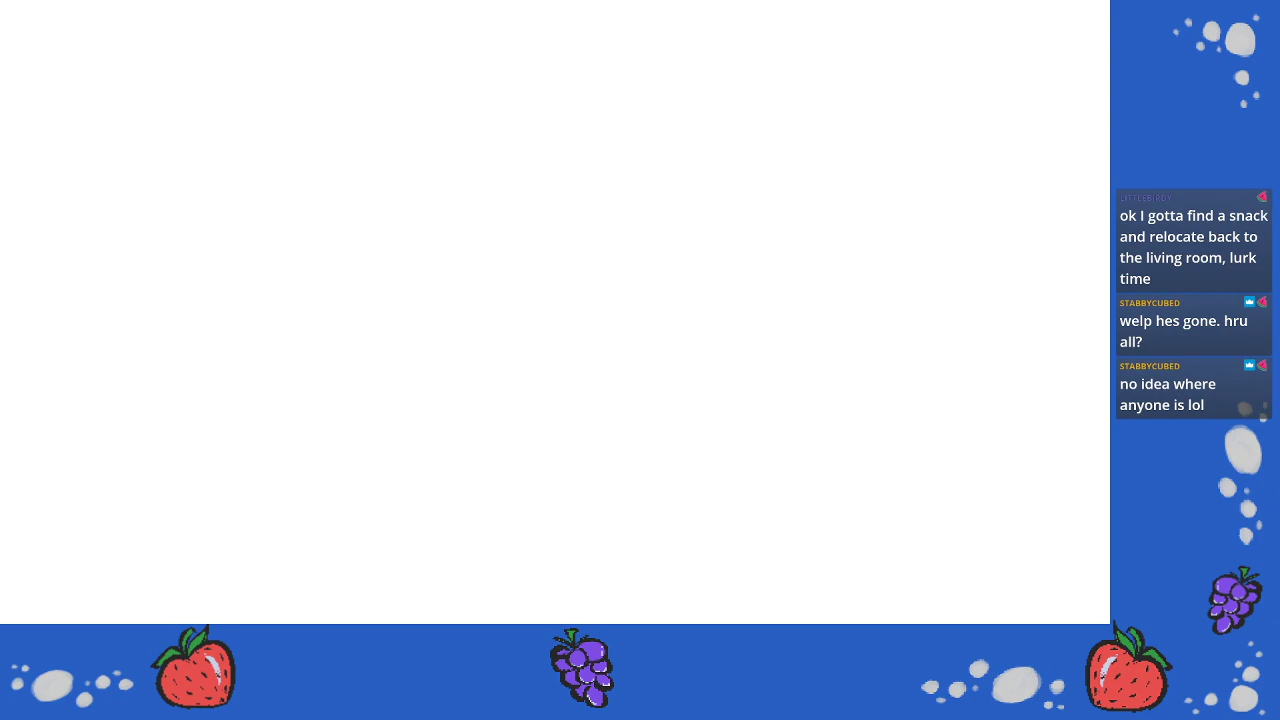 LITTLEBIRDY
ok I gotta find a snack
and relocate back to
the living room, lurk
time
STABBYCUBED
welp hes gone. hru
all?
STABBYCUBED
no idea where
anyone is lol